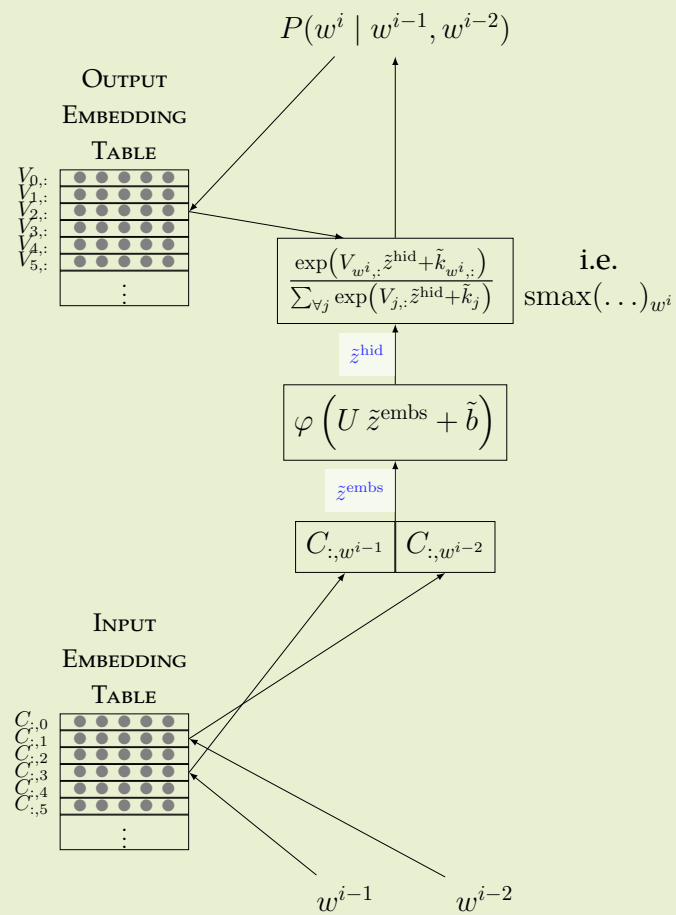 P(w^i | w^{i-1}, w^{i-2})
OUTPUT
EMBEDDING
TABLE
V_{0,:}
V_{1,:}
V_{2,:}
V_{3,:}
V_{4,:}
V_{5,:}
⋮
exp(V_{w^i,:} z̃^{hid} + k̃_{w^i,:})
∑_{∀j} exp(V_{j,:} z̃^{hid} + k̃_j)
i.e.
smax(…)_{w^i}
z̃^{hid}
φ(U z̃^{embs} + b̃)
z̃^{embs}
C_{:,w^{i-1}} C_{:,w^{i-2}}
INPUT
EMBEDDING
TABLE
C_{:,0}
C_{:,1}
C_{:,2}
C_{:,3}
C_{:,4}
C_{:,5}
⋮
w^{i-1} w^{i-2}